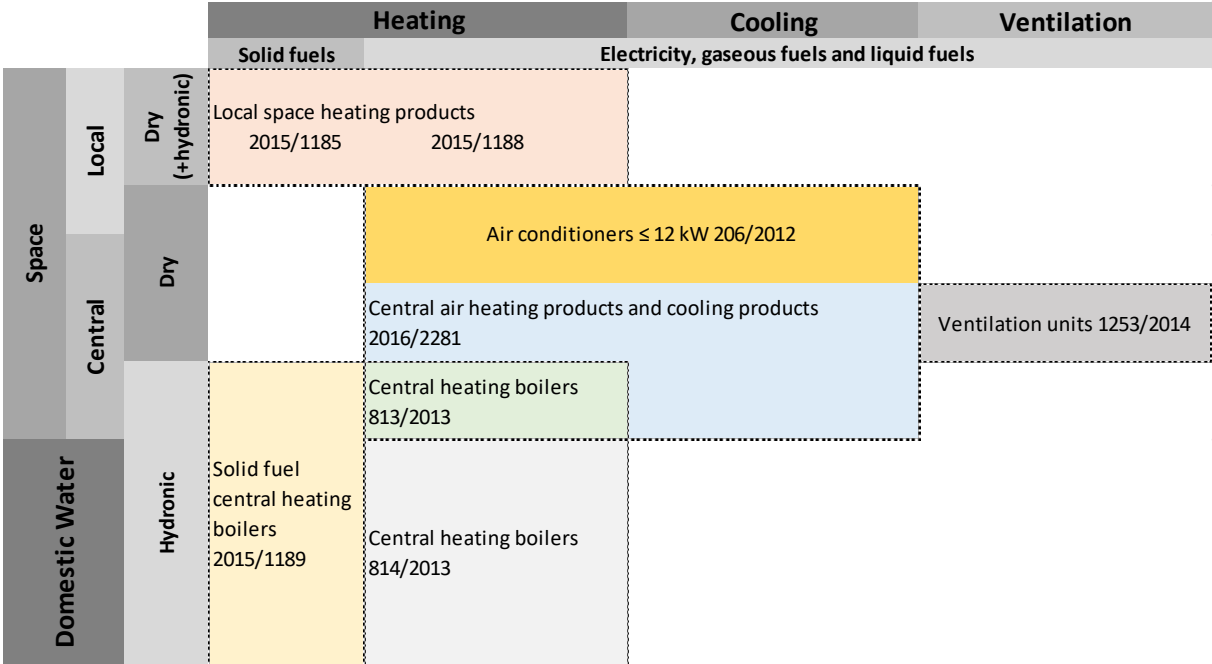 Heating
Cooling
Ventilation
Solid fuels
Electricity, gaseous fuels and liquid fuels
Space
Local
Dry
(+hydronic)
Local space heating products
2015/1185
2015/1188
Dry
Air conditioners ≤ 12 kW 206/2012
Central
Central air heating products and cooling products
2016/2281
Ventilation units 1253/2014
Central heating boilers
813/2013
Domestic Water
Hydronic
Solid fuel
central heating
boilers
2015/1189
Central heating boilers
814/2013